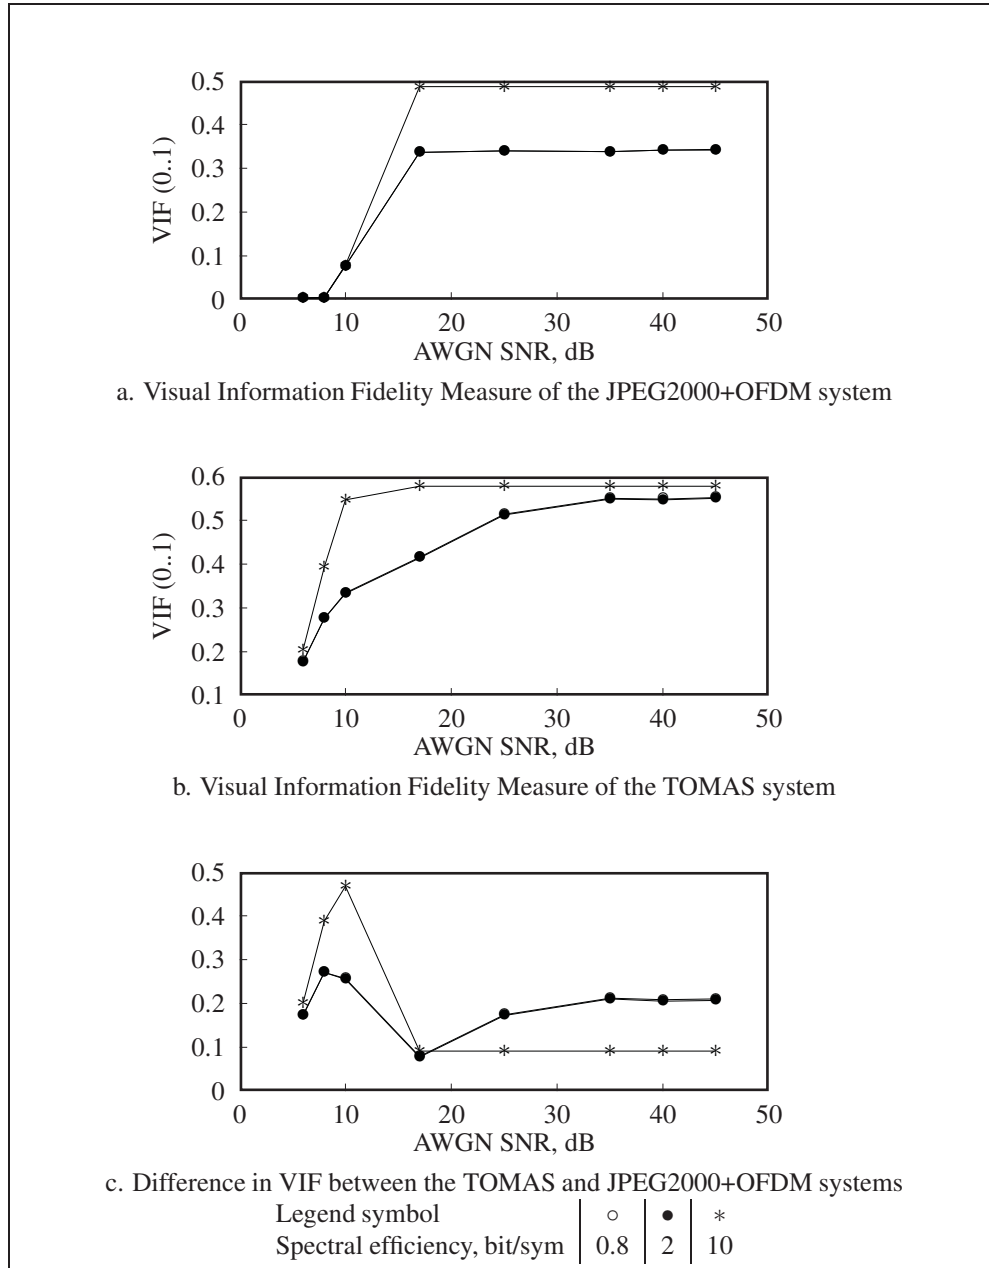 0.5
0.4
0.3
0.2
0.1
0
VIF (0..1)
0 10 20 30 40 50
AWGN SNR, dB
a. Visual Information Fidelity Measure of the JPEG2000+OFDM system
0.6
0.5
0.4
0.3
0.2
0.1
VIF (0..1)
0 10 20 30 40 50
AWGN SNR, dB
b. Visual Information Fidelity Measure of the TOMAS system
0.5
0.4
0.3
0.2
0.1
0
0 10 20 30 40 50
AWGN SNR, dB
c. Difference in VIF between the TOMAS and JPEG2000+OFDM systems
Legend symbol ○ ● *
Spectral efficiency, bit/sym 0.8 2 10